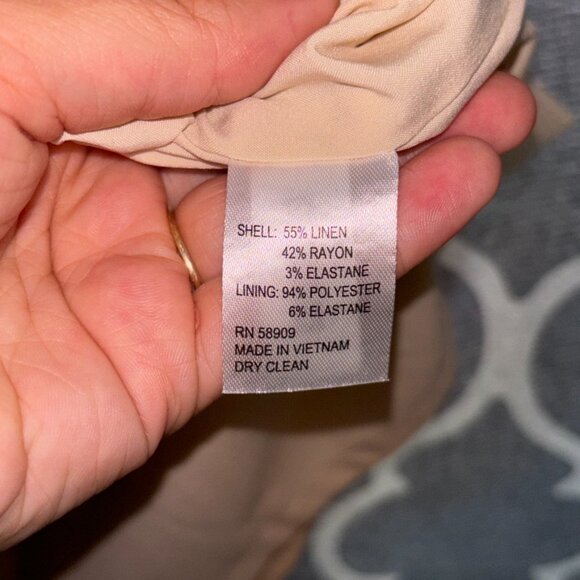 SHELL: 55% LINEN
42% RAYON
3% ELASTANE
LINING: 94% POLYESTER
6% ELASTANE
RN 58909
MADE IN VIETNAM
DRY CLEAN